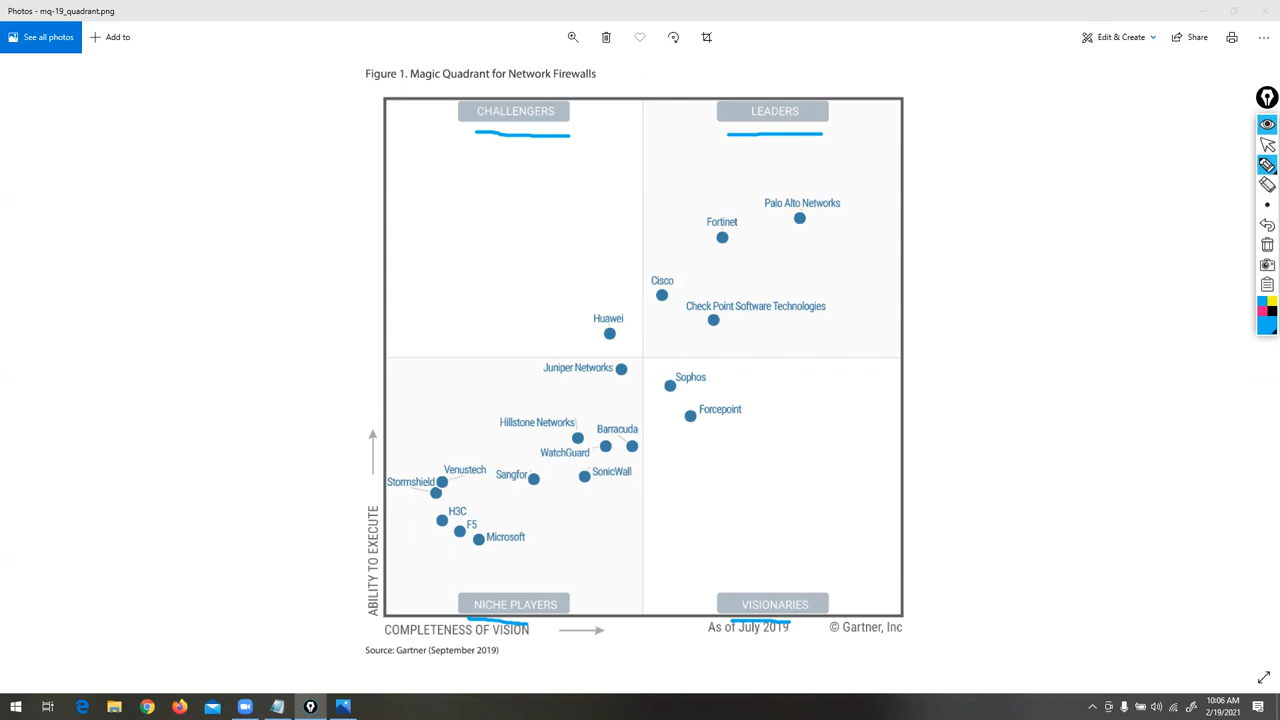 Photos - mq-19_quadrant.png
See all photos
Add to
Edit & Create
Share
Figure 1. Magic Quadrant for Network Firewalls
CHALLENGERS
LEADERS
Palo Alto Networks
Fortinet
Cisco
Check Point Software Technologies
Huawei
Juniper Networks
Sophos
Forcepoint
Hillstone Networks
Barracuda
WatchGuard
Venustech
Sangfor
SonicWall
Stormshield
H3C
F5
Microsoft
ABILITY TO EXECUTE
NICHE PLAYERS
VISIONARIES
COMPLETENESS OF VISION
As of July 2019
© Gartner, Inc
Source: Gartner (September 2019)
10:06 AM
2/19/2021